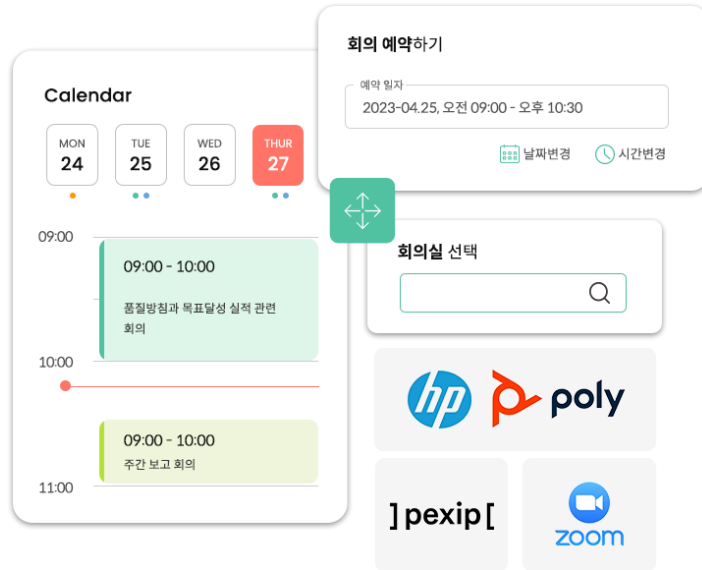 Calendar
MON
24
TUE
25
WED
26
THUR
27
09:00
09:00 - 10:00
품질방침과 목표달성 실적 관련
회의
10:00
09:00 - 10:00
주간 보고 회의
11:00
회의 예약하기
예약 일자
2023-04.25, 오전 09:00 - 오후 10:30
날짜변경
시간변경
회의실 선택
hp
poly
]pexip[
zoom